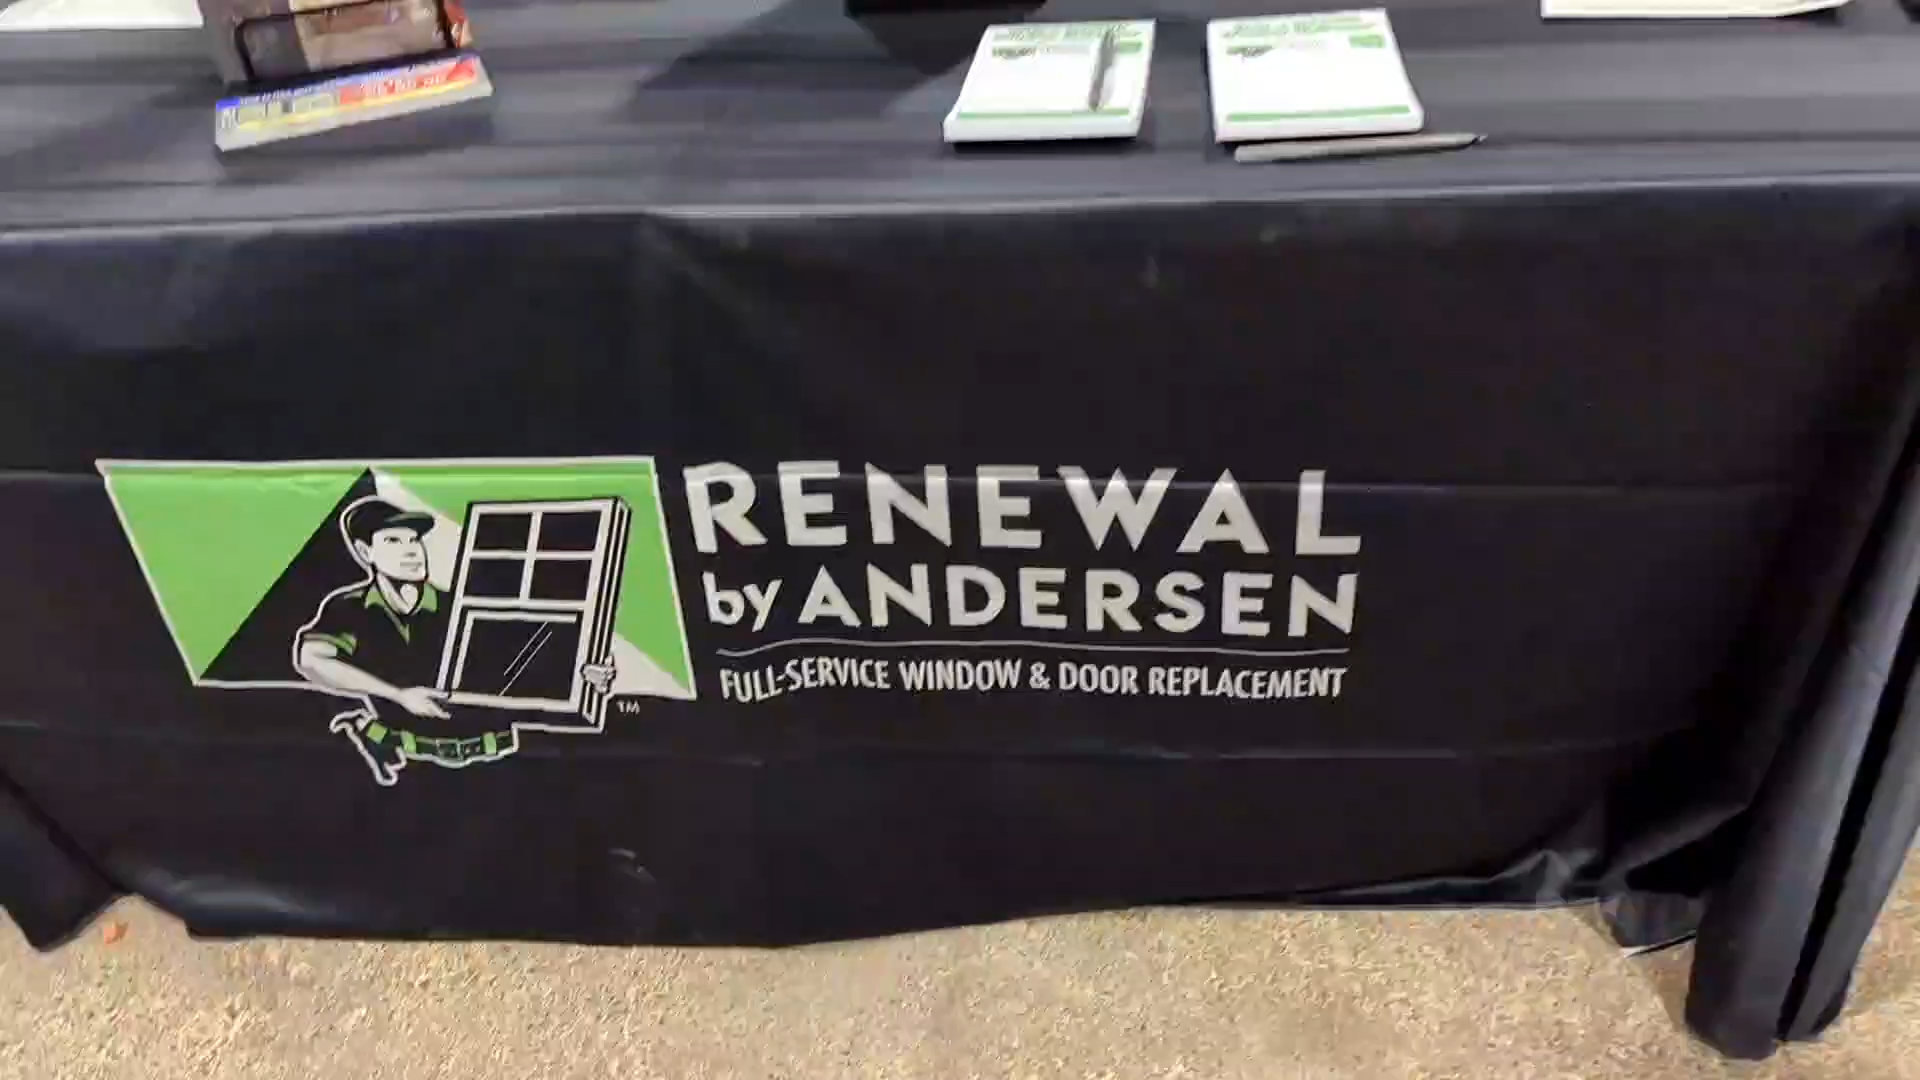 RENEWAL
by ANDERSEN
FULL-SERVICE WINDOW & DOOR REPLACEMENT
TM